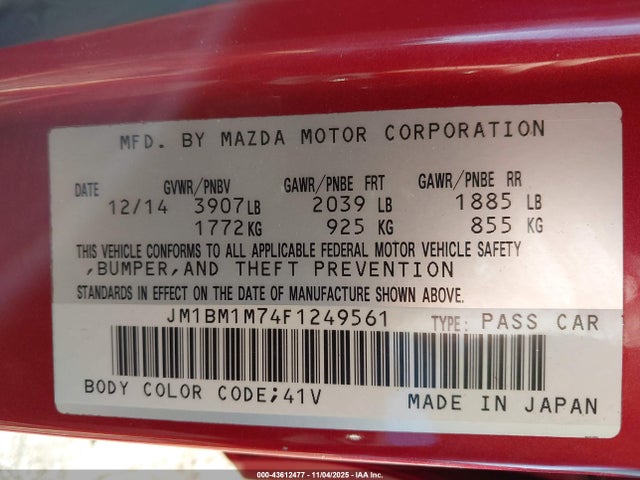 MFD. BY MAZDA MOTOR CORPORATION
DATE GVWR/PNBV GAWR/PNBE FRT GAWR/PNBE RR
12/14 3907LB 2039 LB 1885 LB
1772KG 925 KG 855 KG
THIS VEHICLE CONFORMS TO ALL APPLICABLE FEDERAL MOTOR VEHICLE SAFETY
,BUMPER,AND THEFT PREVENTION
STANDARDS IN EFFECT ON THE DATE OF MANUFACTURE SHOWN ABOVE.
JM1BM1M74F1249561 TYPE: PASS CAR
BODY COLOR CODE;41V MADE IN JAPAN
000-43612477 - 11/04/2025 - IAA Inc.